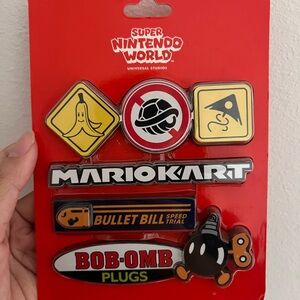 SUPER
NINTENDO
WORLD
UNIVERSAL STUDIOS
MARIOKART
BULLET BILL SPEED
TRIAL
BOB-OMB
PLUGS